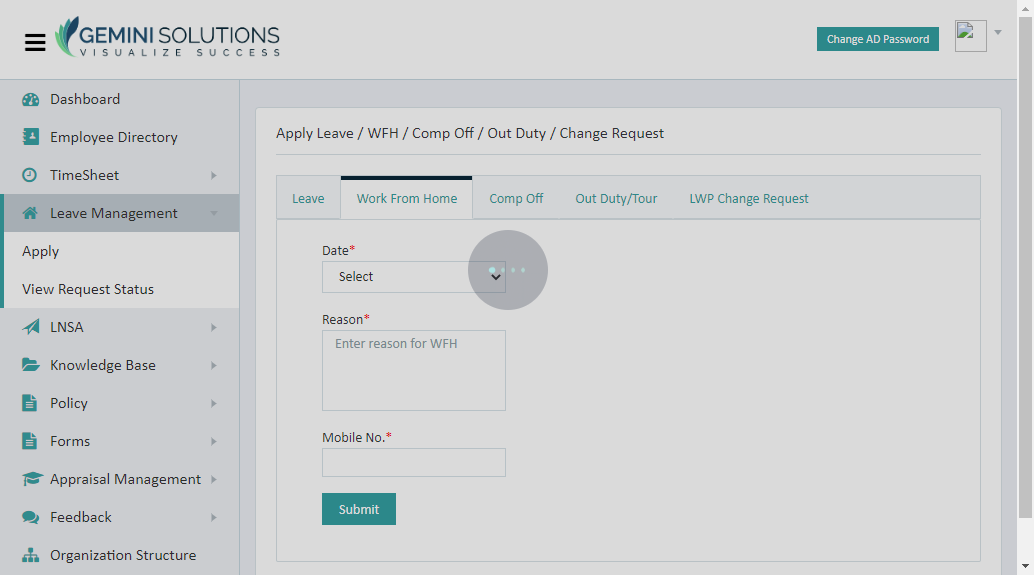 GEMINI SOLUTIONS
VISUALIZE SUCCESS
Change AD Password
Dashboard
Employee Directory
TimeSheet
Leave Management
Apply
View Request Status
LNSA
Knowledge Base
Policy
Forms
Appraisal Management
Feedback
Organization Structure
Apply Leave / WFH / Comp Off / Out Duty / Change Request
Leave Work From Home Comp Off Out Duty/Tour LWP Change Request
Date*
Select
Reason*
Enter reason for WFH
Mobile No.*
Submit